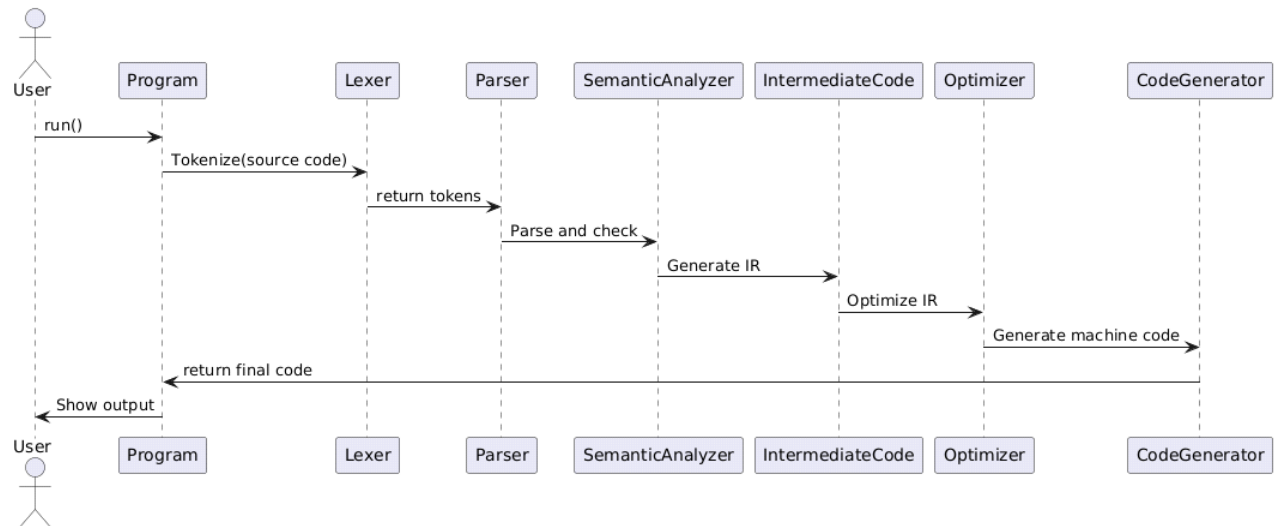 User
Program
Lexer
Parser
SemanticAnalyzer
IntermediateCode
Optimizer
CodeGenerator
run()
Tokenize(source code)
return tokens
Parse and check
Generate IR
Optimize IR
Generate machine code
return final code
Show output
User
Program
Lexer
Parser
SemanticAnalyzer
IntermediateCode
Optimizer
CodeGenerator